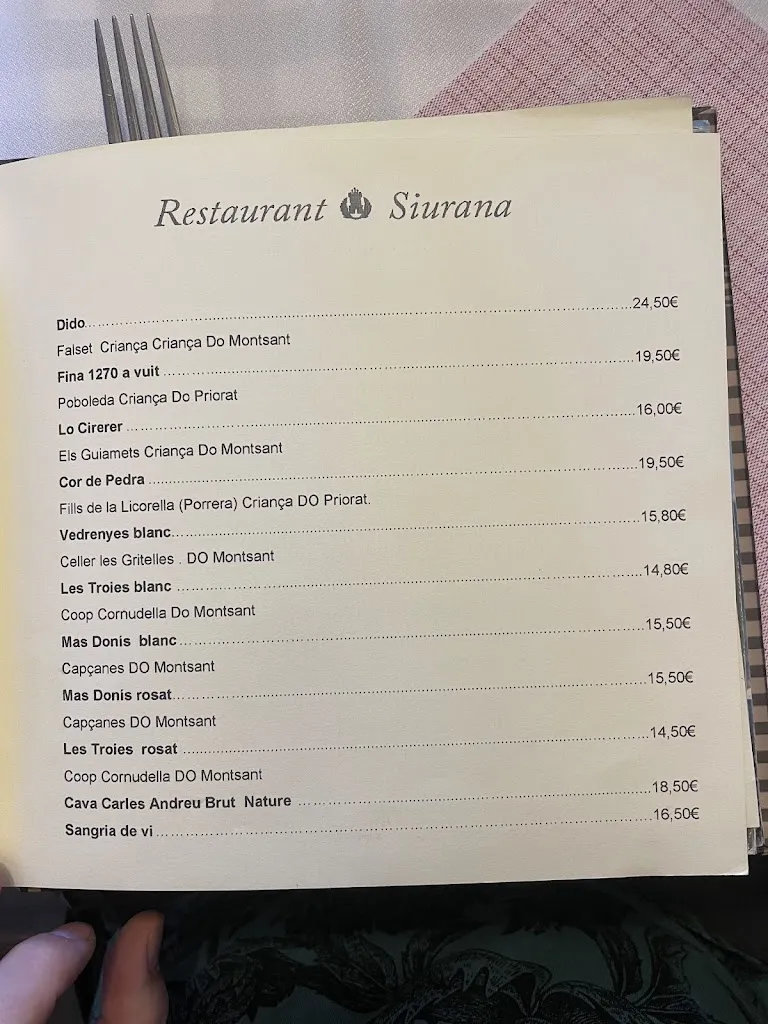 Restaurant Siurana
Dido..........24,50€
Falset Criança Criança Do Montsant
Fina 1270 a vuit..........19,50€
Poboleda Criança Do Priorat
Lo Cirerer..........16,00€
Els Guiamets Criança Do Montsant
Cor de Pedra..........19,50€
Fills de la Licorella (Porrera) Criança DO Priorat.
Vedrenyes blanc..........15,80€
Celler les Gritelles . DO Montsant
Les Troies blanc..........14,80€
Coop Cornudella Do Montsant
Mas Donis blanc..........15,50€
Capçanes DO Montsant
Mas Donis rosat..........15,50€
Capçanes DO Montsant
Les Troies rosat..........14,50€
Coop Cornudella DO Montsant
Cava Carles Andreu Brut Nature..........18,50€
Sangria de vi..........16,50€